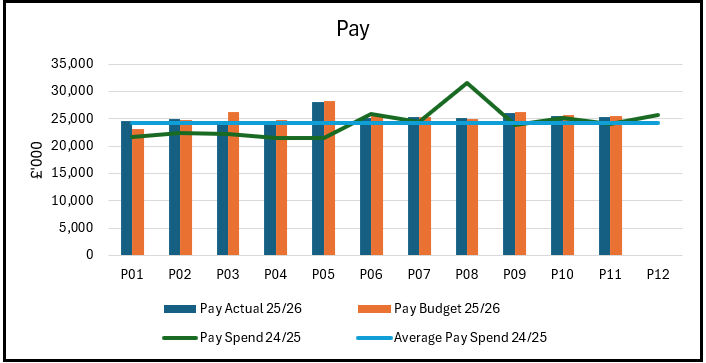 Pay
35,000
30,000
25,000
20,000
15,000
10,000
5,000
0
£'000
P01 P02 P03 P04 P05 P06 P07 P08 P09 P10 P11 P12
Pay Actual 25/26 Pay Budget 25/26
Pay Spend 24/25 Average Pay Spend 24/25